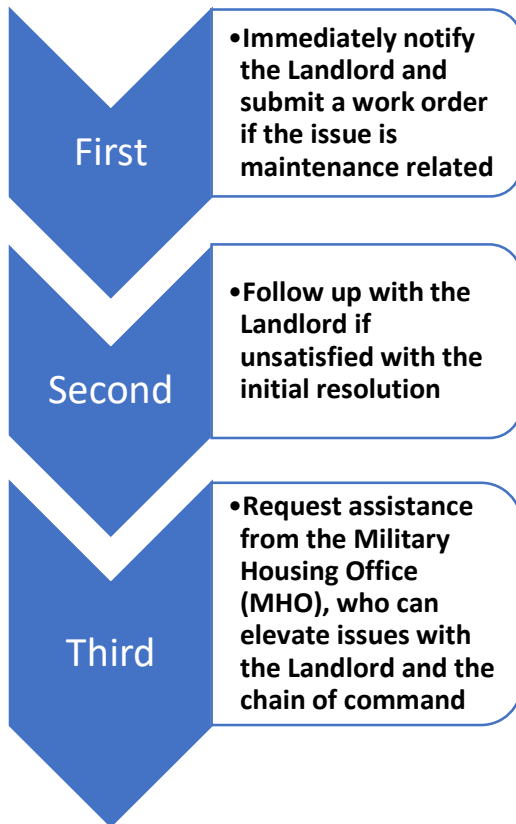 First
•Immediately notify
the Landlord and
submit a work order
if the issue is
maintenance related
Second
•Follow up with the
Landlord if
unsatisfied with the
initial resolution
Third
•Request assistance
from the Military
Housing Office
(MHO), who can
elevate issues with
the Landlord and the
chain of command